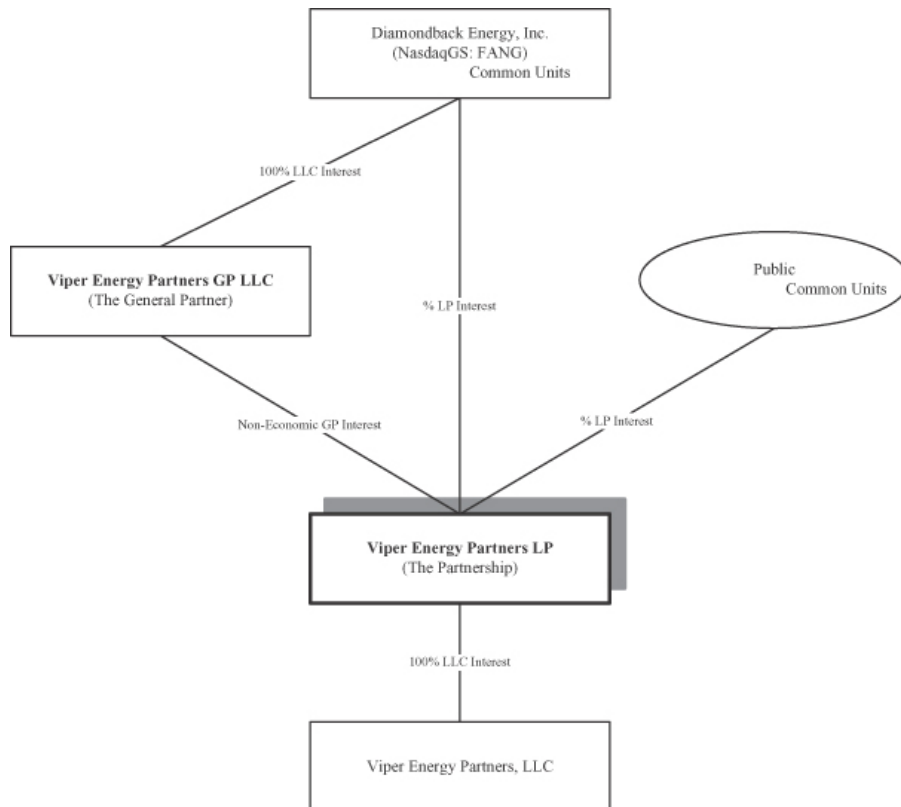 Diamondback Energy, Inc.
(NasdaqGS: FANG)
Common Units
100% LLC Interest
Viper Energy Partners GP LLC
(The General Partner)
Public
Common Units
% LP Interest
Non-Economic GP Interest
% LP Interest
Viper Energy Partners LP
(The Partnership)
100% LLC Interest
Viper Energy Partners, LLC